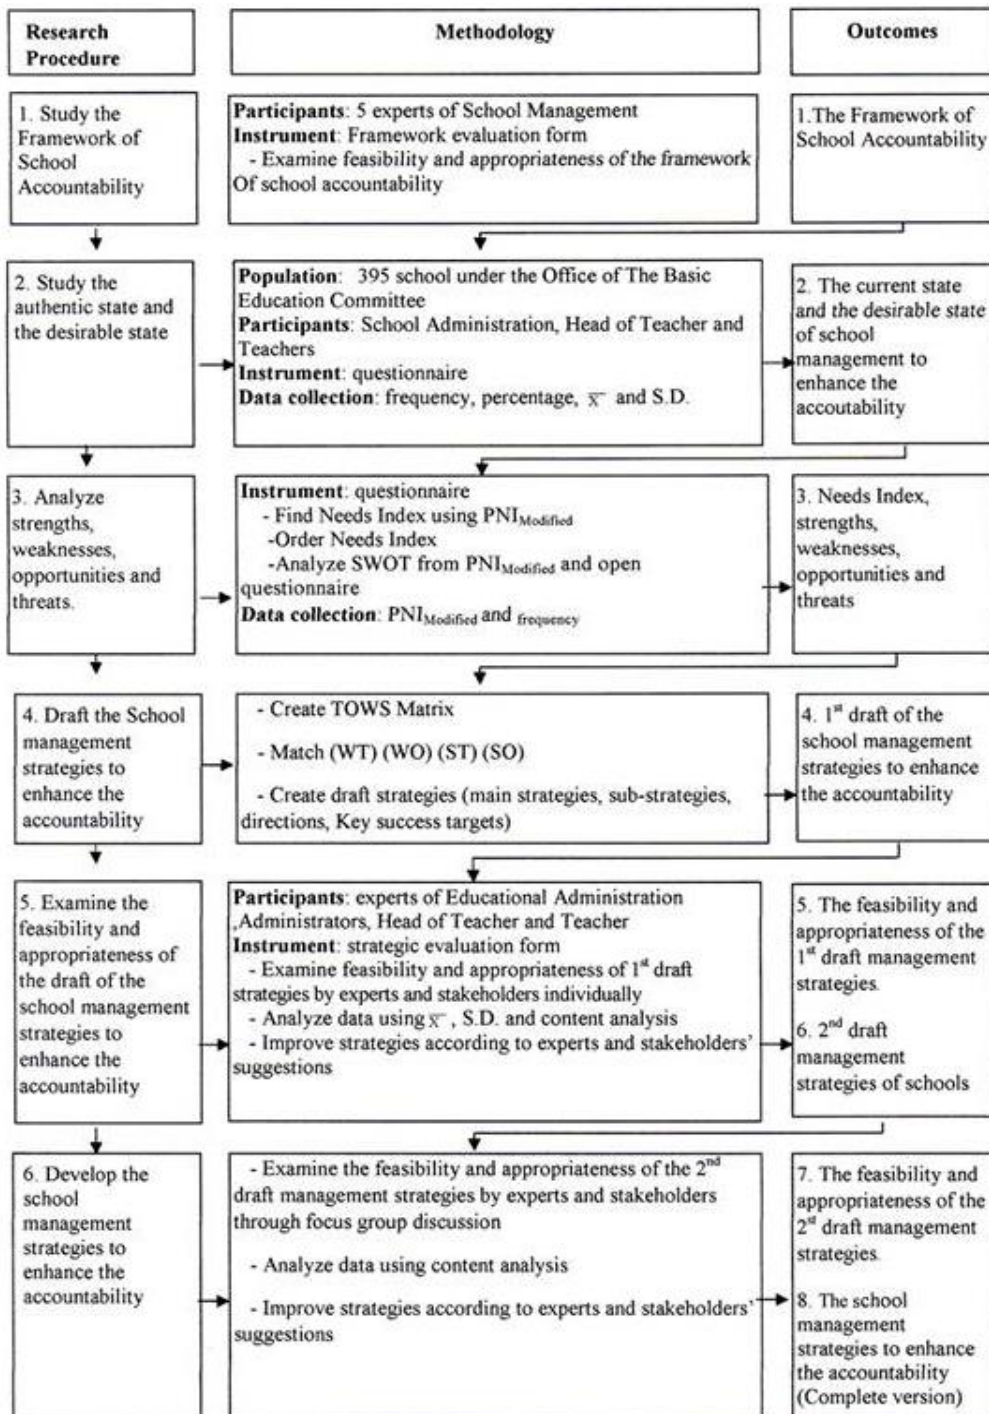 Research
Procedure
Methodology
Outcomes
1. Study the
Framework of
School
Accountability
Participants: 5 experts of School Management
Instrument: Framework evaluation form
- Examine feasibility and appropriateness of the framework
Of school accountability
1.The Framework of
School Accountability
2. Study the
authentic state and
the desirable state
Population: 395 school under the Office of The Basic
Education Committee
Participants: School Administration, Head of Teacher and
Teachers
Instrument: questionnaire
Data collection: frequency, percentage, x̄ and S.D.
2. The current state
and the desirable state
of school
management to
enhance the
accoutability
3. Analyze
strengths,
weaknesses,
opportunities and
threats.
Instrument: questionnaire
- Find Needs Index using PNIModified
-Order Needs Index
-Analyze SWOT from PNIModified and open
questionnaire
Data collection: PNIModified and frequency
3. Needs Index,
strengths,
weaknesses,
opportunities and
threats
4. Draft the School
management
strategies to
enhance the
accountability
- Create TOWS Matrix
- Match (WT) (WO) (ST) (SO)
- Create draft strategies (main strategies, sub-strategies,
directions, Key success targets)
4. 1st draft of the
school management
strategies to enhance
the accountability
5. Examine the
feasibility and
appropriateness of
the draft of the
school management
strategies to
enhance the
accountability
Participants: experts of Educational Administration
,Administrators, Head of Teacher and Teacher
Instrument: strategic evaluation form
- Examine feasibility and appropriateness of 1st draft
strategies by experts and stakeholders individually
- Analyze data using x̄, S.D. and content analysis
- Improve strategies according to experts and stakeholders'
suggestions
5. The feasibility and
appropriateness of the
1st draft management
strategies.
6. 2nd draft
management
strategies of schools
6. Develop the
school
management
strategies to
enhance the
accountability
- Examine the feasibility and appropriateness of the 2nd
draft management strategies by experts and stakeholders
through focus group discussion
- Analyze data using content analysis
- Improve strategies according to experts and stakeholders'
suggestions
7. The feasibility and
appropriateness of the
2st draft management
strategies.
8. The school
management
strategies to enhance
the accountability
(Complete version)